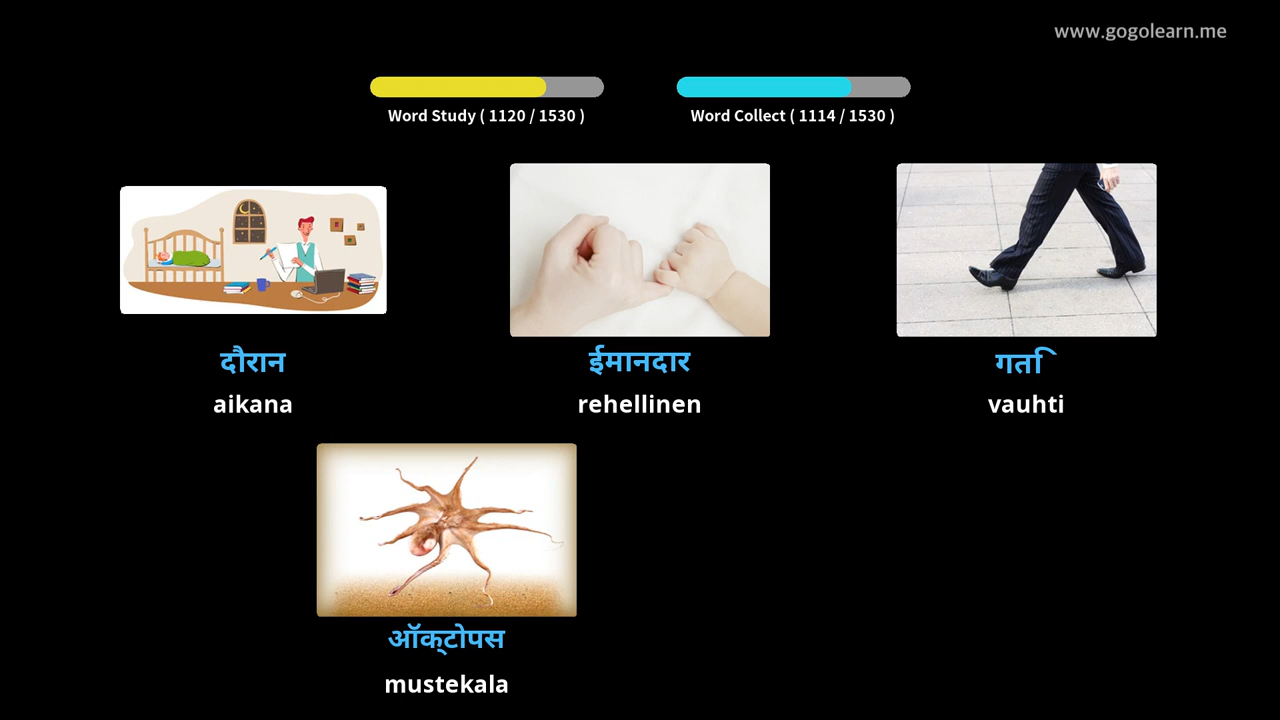 www.gogolearn.me
Word Study ( 1120 / 1530 )
Word Collect ( 1114 / 1530 )
दौरान
aikana
ईमानदार
rehellinen
गति
vauhti
ऑक्टोपस
mustekala